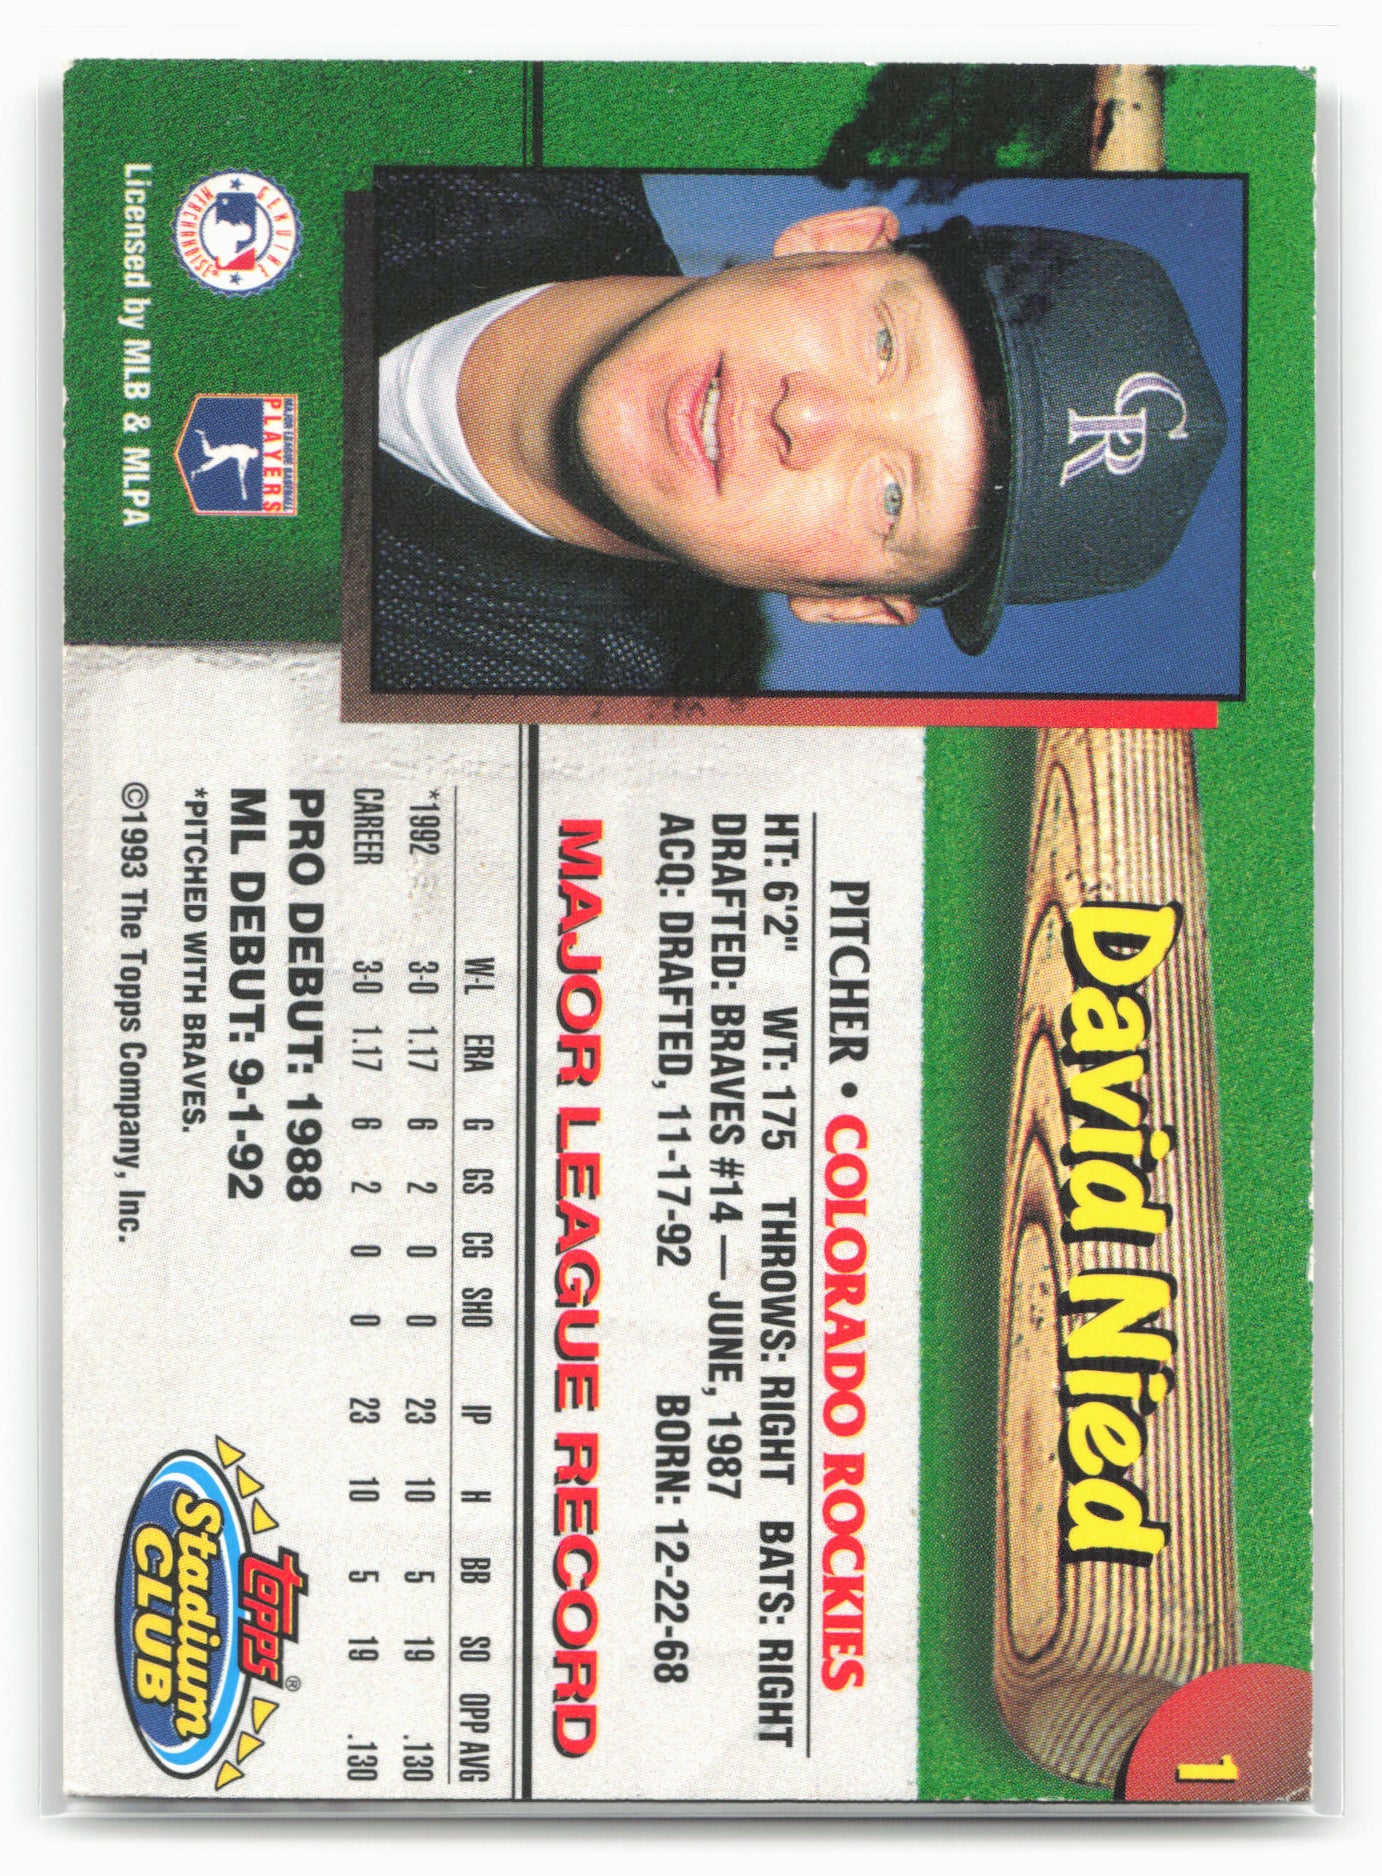 1
David Nied
PITCHER • COLORADO ROCKIES
HT: 6'2" WT: 175 THROWS: RIGHT BATS: RIGHT
DRAFTED: BRAVES #14 — JUNE, 1987
ACQ: DRAFTED, 11-17-92 BORN: 12-22-68
MAJOR LEAGUE RECORD
W-L ERA G GS CG SHO IP H BB SO OPP AVG
*1992 3-0 1.17 6 2 0 0 23 10 5 19 .130
CAREER 3-0 1.17 6 2 0 0 23 10 5 19 .130
PRO DEBUT: 1988
ML DEBUT: 9-1-92
*PITCHED WITH BRAVES.
©1993 The Topps Company, Inc.
Topps®
Stadium
CLUB
CR
GENUINE
MERCHANDISE
MAJOR LEAGUE BASEBALL
PLAYERS
Licensed by MLB & MLPA